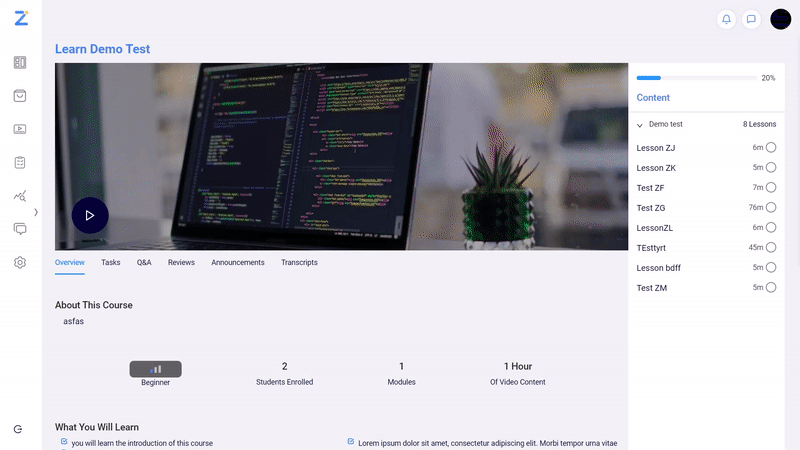 Z
Learn Demo Test
20%
Content
Demo test 8 Lessons
Lesson ZJ 6m
Lesson ZK 5m
Test ZF 7m
Test ZG 76m
LessonZL 6m
TEsttyrt 45m
Lesson bdff 5m
Test ZM 5m
Overview Tasks Q&A Reviews Announcements Transcripts
About This Course
asfas
Beginner
2
Students Enrolled
1
Modules
1 Hour
Of Video Content
What You Will Learn
you will learn the introduction of this course
Lorem ipsum dolor sit amet, consectetur adipiscing elit. Morbi tempor urna vitae